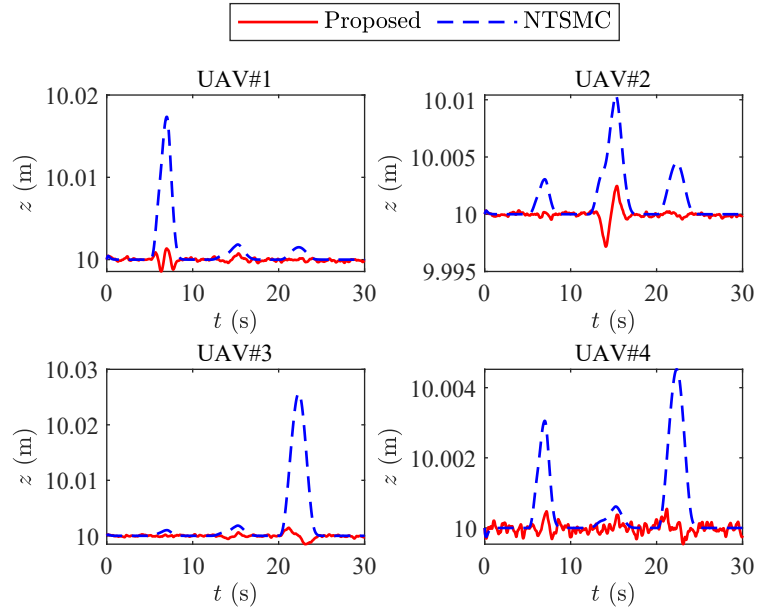 Proposed NTSMC
UAV#1
10.02
10.01
10
z (m)
0 10 20 30
t (s)
UAV#2
10.01
10.005
10
9.995
z (m)
0 10 20 30
t (s)
UAV#3
10.03
10.02
10.01
10
z (m)
0 10 20 30
t (s)
UAV#4
10.004
10.002
10
z (m)
0 10 20 30
t (s)